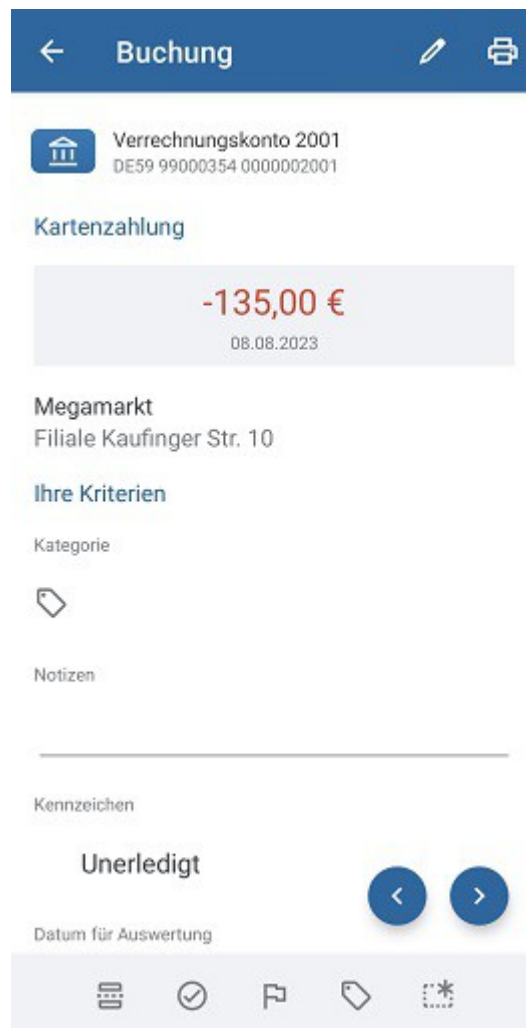 Buchung
Verrechnungskonto 2001
DE59 99000354 0000002001
Kartenzahlung
-135,00 €
08.08.2023
Megamarkt
Filiale Kaufinger Str. 10
Ihre Kriterien
Kategorie
Notizen
Kennzeichen
Unerledigt
Datum für Auswertung